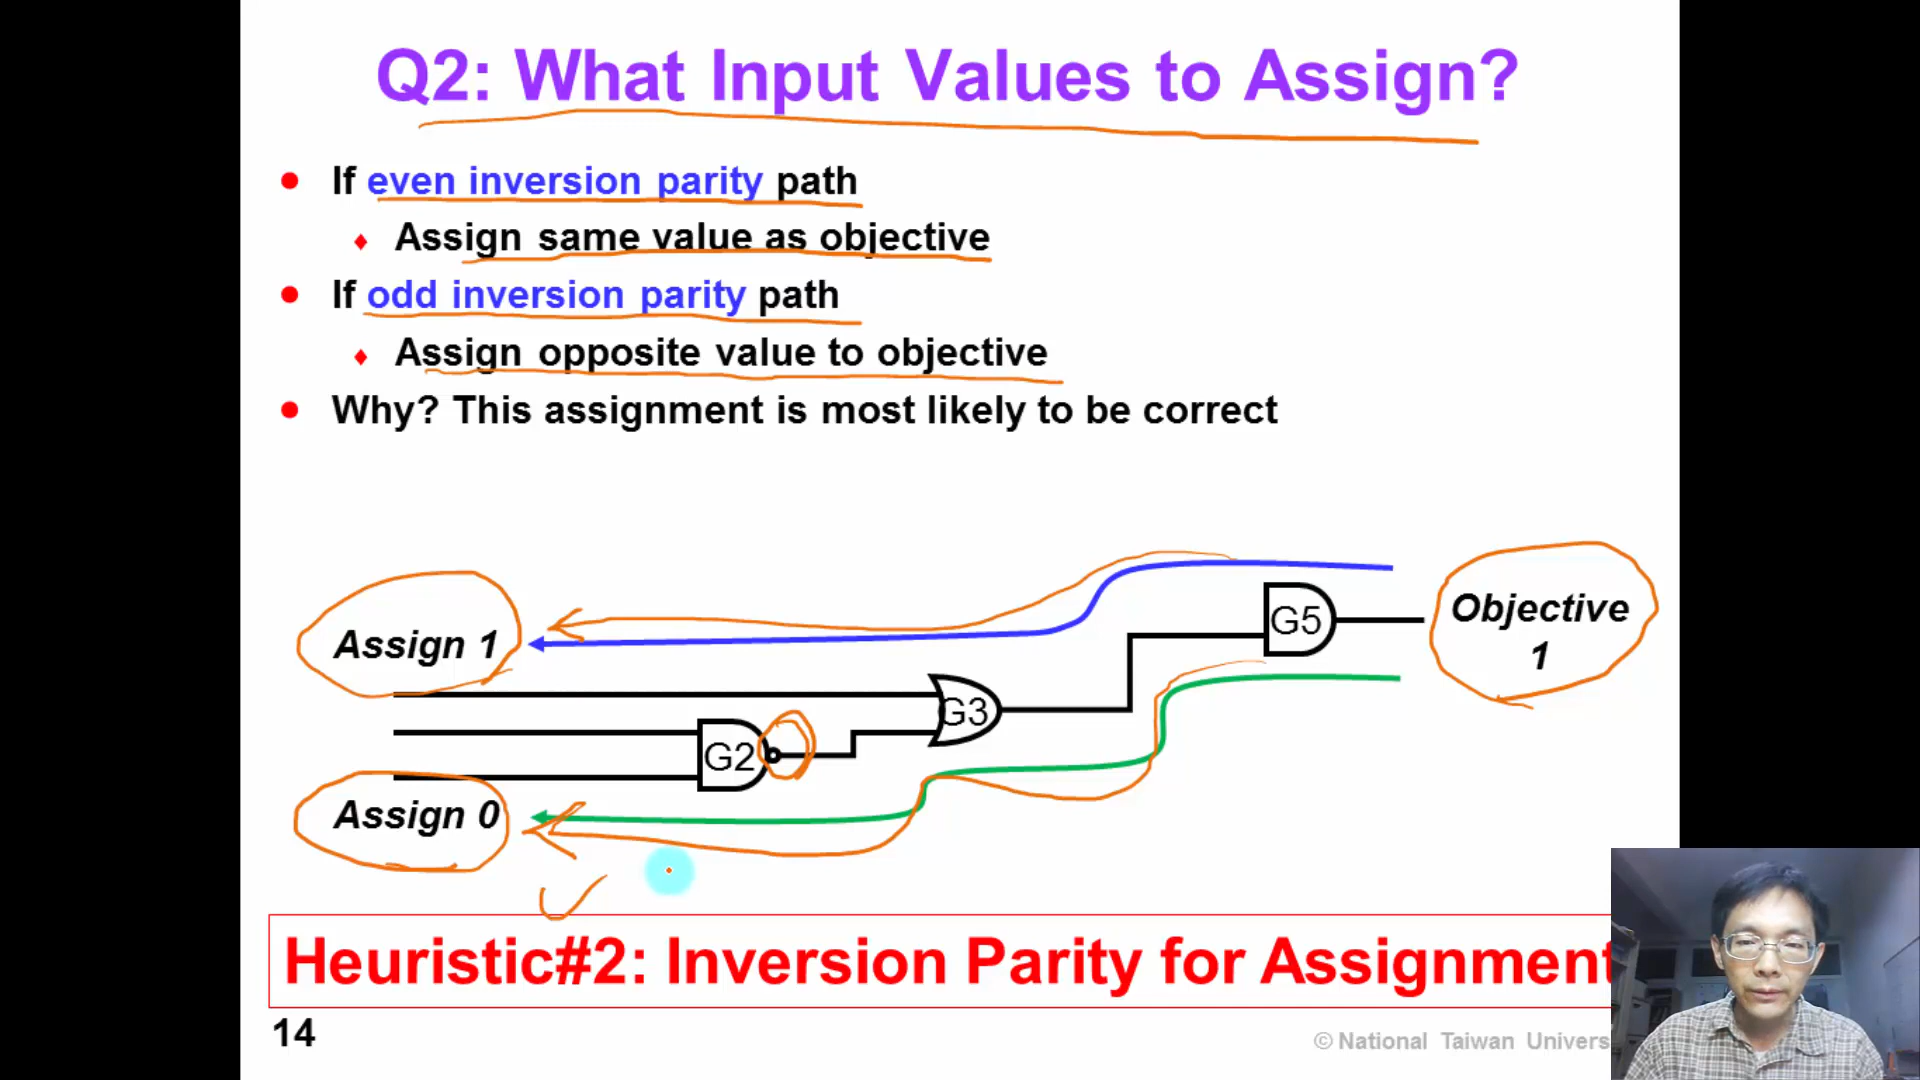 Q2: What Input Values to Assign?
If even inversion parity path
Assign same value as objective
If odd inversion parity path
Assign opposite value to objective
Why? This assignment is most likely to be correct
Assign 1
G5
Objective
1
G3
G2
Assign 0
Heuristic#2: Inversion Parity for Assignment
14
© National Taiwan Univers